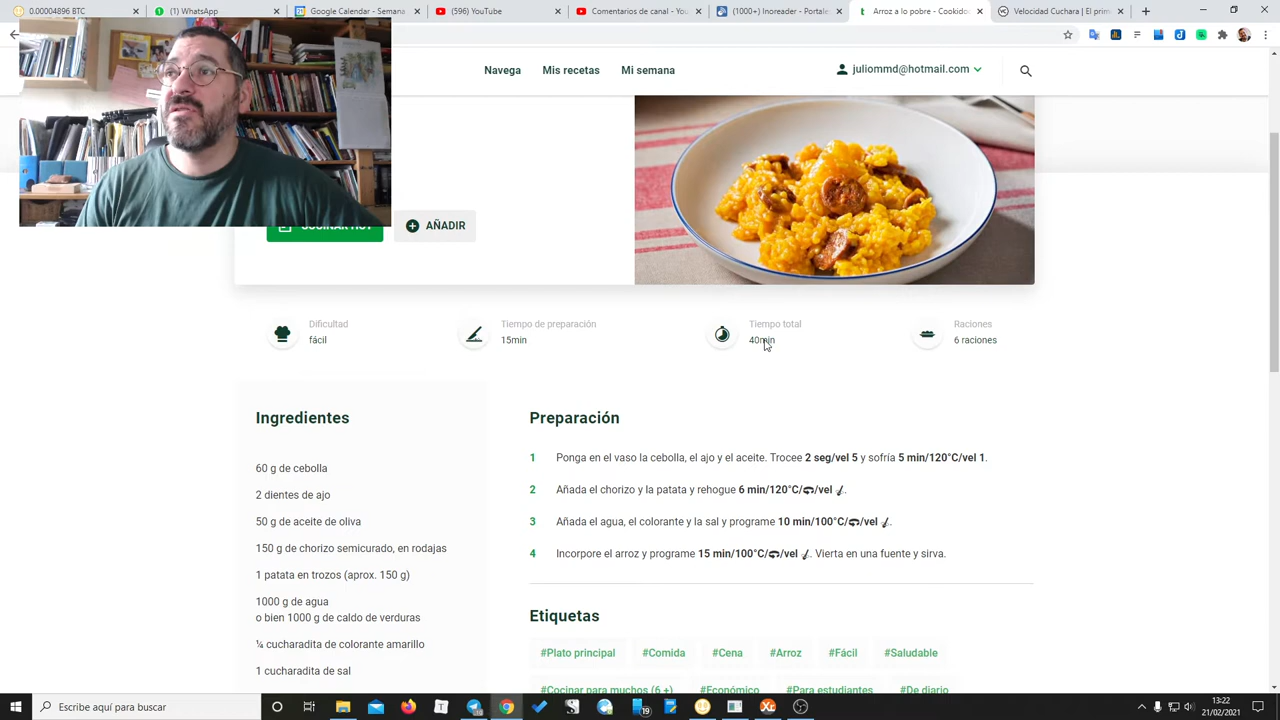 0.00004896 BTC
(1) WhatsApp
Google Calendar - Semana
(596) YouTube
Comentarios de canal - You
(1000+) Inoreader - Portale
Arroz a lo pobre - Cookido
Velocidad Cuchara | El prim
Navega
Mis recetas
Mi semana
juliommd@hotmail.com
COCINAR HOY
AÑADIR
Dificultad
fácil
Tiempo de preparación
15min
Tiempo total
40min
Raciones
6 raciones
Ingredientes
60 g de cebolla
2 dientes de ajo
50 g de aceite de oliva
150 g de chorizo semicurado, en rodajas
1 patata en trozos (aprox. 150 g)
1000 g de agua
o bien 1000 g de caldo de verduras
¼ cucharadita de colorante amarillo
1 cucharadita de sal
Preparación
1 Ponga en el vaso la cebolla, el ajo y el aceite. Trocee 2 seg/vel 5 y sofría 5 min/120°C/vel 1.
2 Añada el chorizo y la patata y rehogue 6 min/120°C/ /vel .
3 Añada el agua, el colorante y la sal y programe 10 min/100°C/ /vel .
4 Incorpore el arroz y programe 15 min/100°C/ /vel . Vierta en una fuente y sirva.
Etiquetas
#Plato principal
#Comida
#Cena
#Arroz
#Fácil
#Saludable
#Cocinar para muchos (6 +)
#Económico
#Para estudiantes
#De diario
Escribe aquí para buscar
19
13:22
21/02/2021